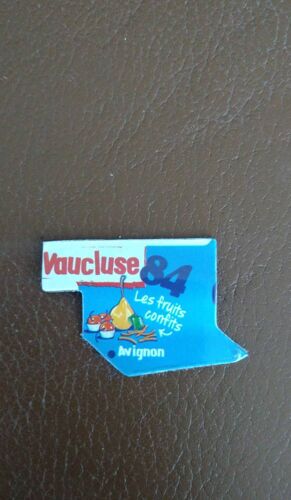 Vaucluse 84
Les fruits
confits
Avignon